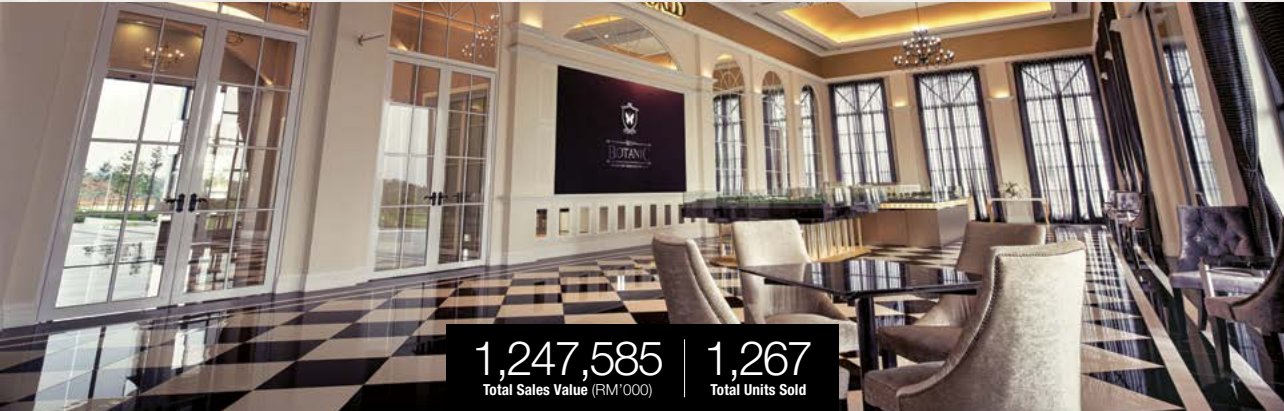 BOTANIC
1,247,585
Total Sales Value (RM'000)
1,267
Total Units Sold